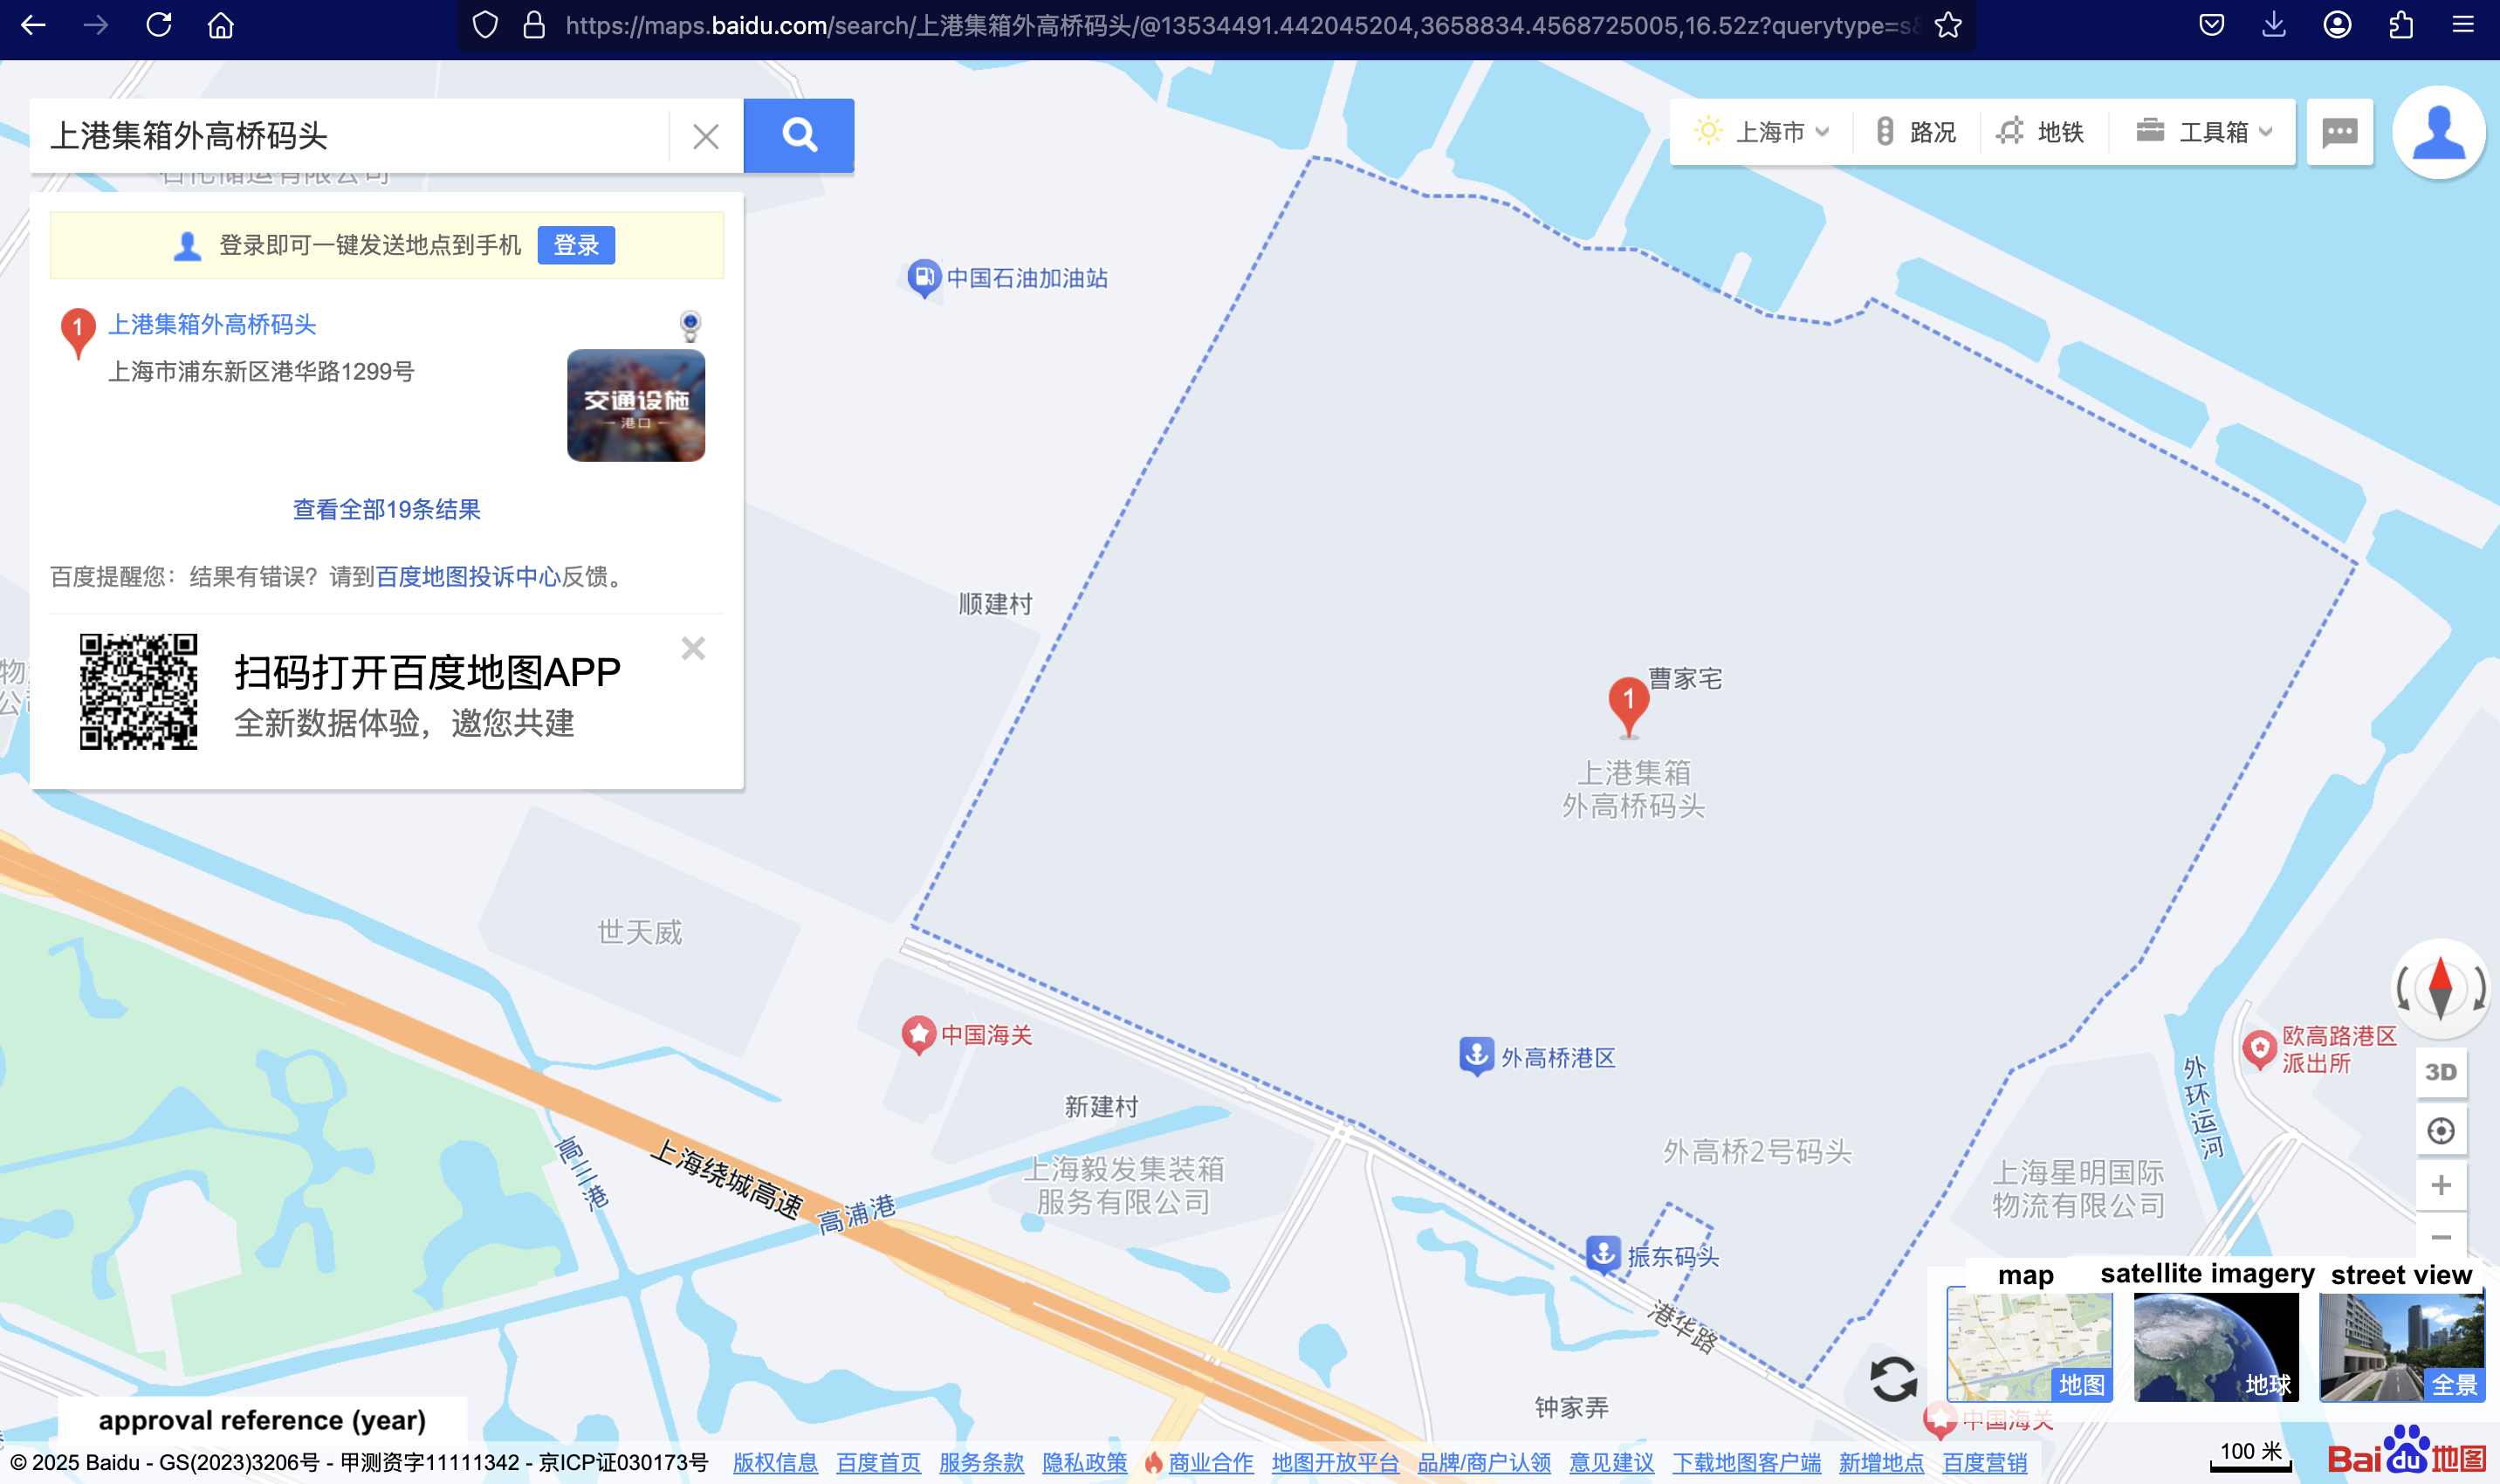 https://maps.baidu.com/search/上港集箱外高桥码头/@13534491.442045204,3658834.4568725005,16.52z?querytype=s
上港集箱外高桥码头
上海市
路况
地铁
工具箱
登录即可一键发送地点到手机
登录
1
上港集箱外高桥码头
上海市浦东新区港华路1299号
交通设施
港口
查看全部19条结果
百度提醒您：结果有错误？请到百度地图投诉中心反馈。
扫码打开百度地图APP
全新数据体验，邀您共建
中国石油加油站
顺建村
曹家宅
1
上港集箱
外高桥码头
世天威
中国海关
外高桥港区
新建村
外高桥2号码头
上海毅发集装箱
服务有限公司
欧高路港区
派出所
外环运河
上海星明国际
物流有限公司
高三港
上海绕城高速
高浦港
振东码头
港华路
钟家弄
中国海关
3D
map
satellite imagery
street view
地图
地球
全景
approval reference (year)
© 2025 Baidu - GS(2023)3206号 - 甲测资字11111342 - 京ICP证030173号
版权信息 百度首页 服务条款 隐私政策 商业合作 地图开放平台 品牌/商户认领 意见建议 下载地图客户端 新增地点 百度营销
100 米
Bai du 地图